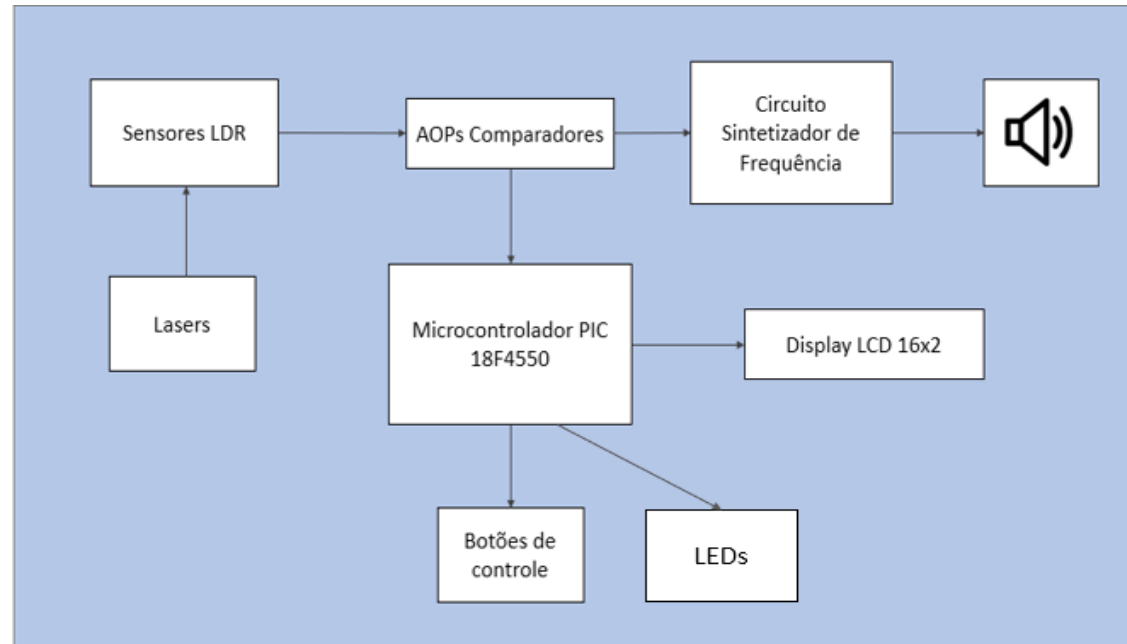 Sensores LDR
AOPs Comparadores
Circuito
Sintetizador de
Frequência
Lasers
Microcontrolador PIC
18F4550
Display LCD 16x2
Botões de
controle
LEDs